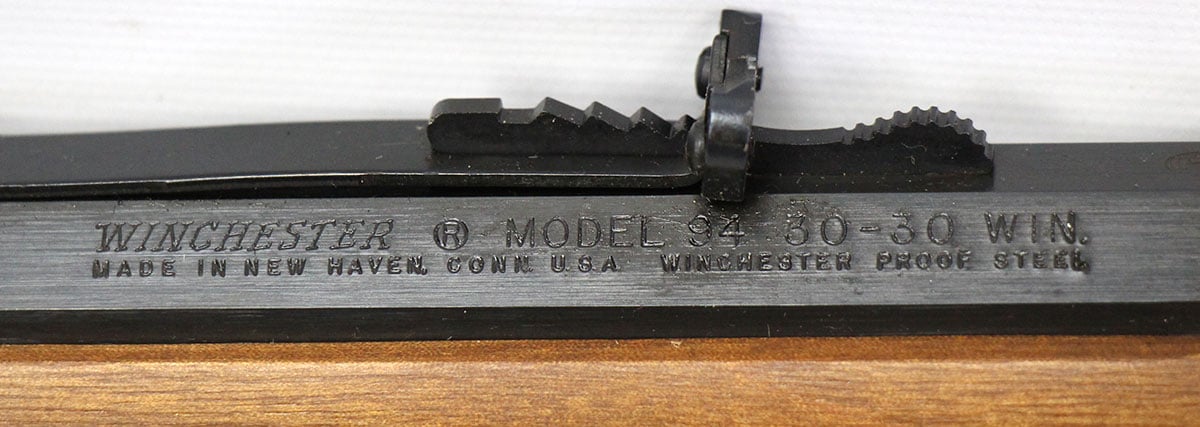 WINCHESTER ® MODEL 94 30-30 WIN.
MADE IN NEW HAVEN, CONN. U.S.A. WINCHESTER PROOF STEEL